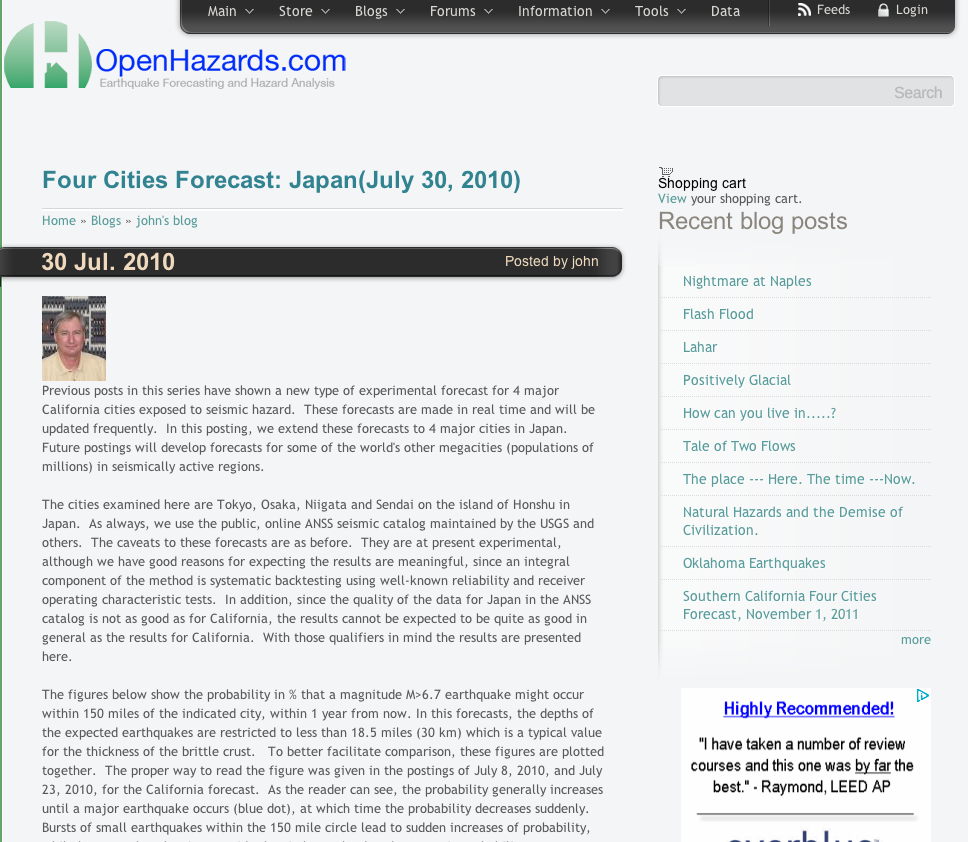 Main Store Blogs Forums Information Tools Data Feeds Login
OpenHazards.com
Earthquake Forecasting and Hazard Analysis
Search
Four Cities Forecast: Japan(July 30, 2010)
Home » Blogs » john's blog
30 Jul. 2010 Posted by john
Previous posts in this series have shown a new type of experimental forecast for 4 major
California cities exposed to seismic hazard.  These forecasts are made in real time and will be
updated frequently.  In this posting, we extend these forecasts to 4 major cities in Japan.
Future postings will develop forecasts for some of the world's other megacities (populations of
millions) in seismically active regions.
The cities examined here are Tokyo, Osaka, Niigata and Sendai on the island of Honshu in
Japan.  As always, we use the public, online ANSS seismic catalog maintained by the USGS and
others.  The caveats to these forecasts are as before.  They are at present experimental,
although we have good reasons for expecting the results are meaningful, since an integral
component of the method is systematic backtesting using well-known reliability and receiver
operating characteristic tests.  In addition, since the quality of the data for Japan in the ANSS
catalog is not as good as for California, the results cannot be expected to be quite as good in
general as the results for California.  With those qualifiers in mind the results are presented
here.
The figures below show the probability in % that a magnitude M>6.7 earthquake might occur
within 150 miles of the indicated city, within 1 year from now. In this forecasts, the depths of
the expected earthquakes are restricted to less than 18.5 miles (30 km) which is a typical value
for the thickness of the brittle crust.   To better facilitate comparison, these figures are plotted
together.  The proper way to read the figure was given in the postings of July 8, 2010, and July
23, 2010, for the California forecast.  As the reader can see, the probability generally increases
until a major earthquake occurs (blue dot), at which time the probability decreases suddenly.
Bursts of small earthquakes within the 150 mile circle lead to sudden increases of probability,
Shopping cart
View your shopping cart.
Recent blog posts
Nightmare at Naples
Flash Flood
Lahar
Positively Glacial
How can you live in.....?
Tale of Two Flows
The place --- Here. The time ---Now.
Natural Hazards and the Demise of
Civilization.
Oklahoma Earthquakes
Southern California Four Cities
Forecast, November 1, 2011
more
Highly Recommended!
"I have taken a number of review
courses and this one was by far the
best." - Raymond, LEED AP